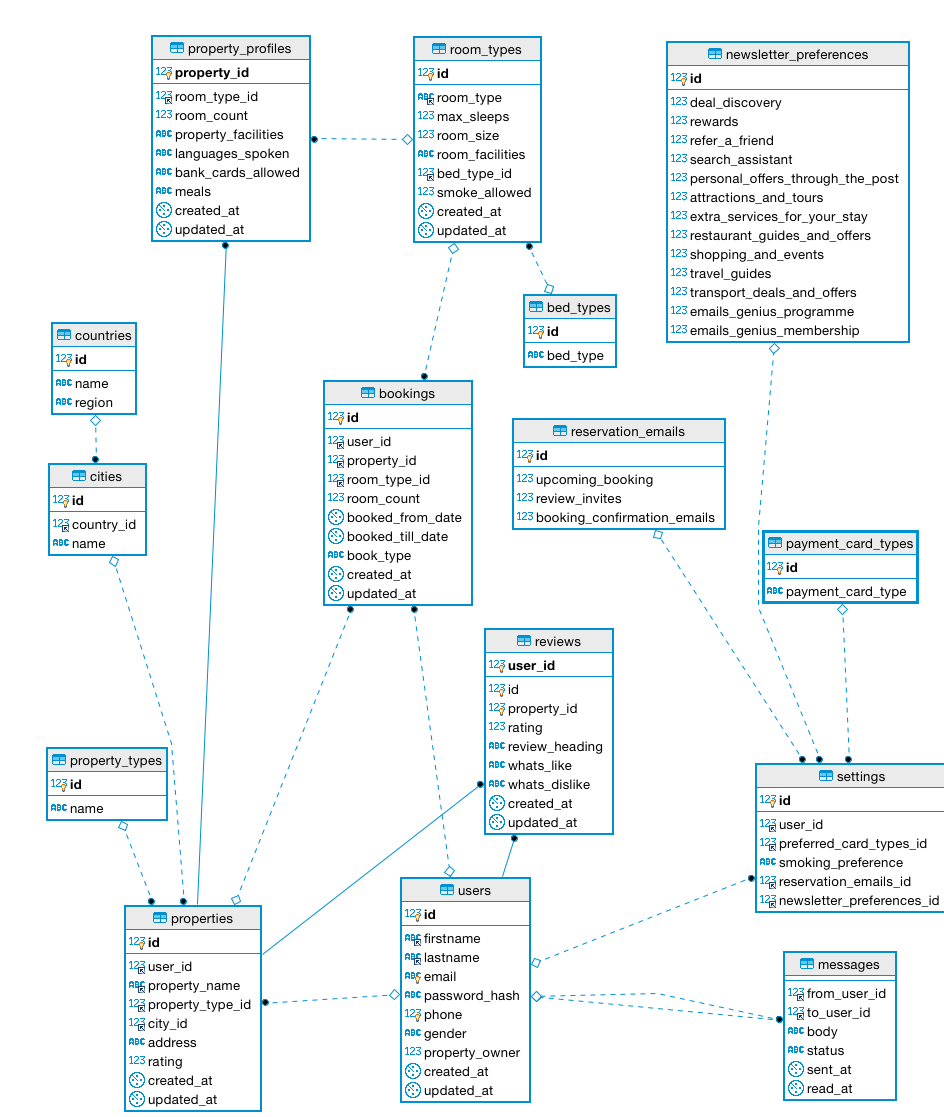 property_profiles
123 property_id
123 room_type_id
123 room_count
ABC property_facilities
ABC languages_spoken
ABC bank_cards_allowed
ABC meals
created_at
updated_at
room_types
123 id
ABC room_type
123 max_sleeps
123 room_size
ABC room_facilities
123 bed_type_id
123 smoke_allowed
created_at
updated_at
newsletter_preferences
123 id
123 deal_discovery
123 rewards
123 refer_a_friend
123 search_assistant
123 personal_offers_through_the_post
123 attractions_and_tours
123 extra_services_for_your_stay
123 restaurant_guides_and_offers
123 shopping_and_events
123 travel_guides
123 transport_deals_and_offers
123 emails_genius_programme
123 emails_genius_membership
bed_types
123 id
ABC bed_type
countries
123 id
ABC name
ABC region
bookings
123 id
123 user_id
123 property_id
123 room_type_id
123 room_count
booked_from_date
booked_till_date
ABC book_type
created_at
updated_at
reservation_emails
123 id
123 upcoming_booking
123 review_invites
123 booking_confirmation_emails
cities
123 id
123 country_id
ABC name
payment_card_types
123 id
ABC payment_card_type
reviews
123 user_id
123 id
123 property_id
123 rating
ABC review_heading
ABC whats_like
ABC whats_dislike
created_at
updated_at
property_types
123 id
ABC name
settings
123 id
123 user_id
123 preferred_card_types_id
ABC smoking_preference
123 reservation_emails_id
123 newsletter_preferences_id
properties
123 id
123 user_id
ABC property_name
123 property_type_id
123 city_id
ABC address
123 rating
created_at
updated_at
users
123 id
ABC firstname
ABC lastname
ABC email
ABC password_hash
123 phone
ABC gender
123 property_owner
created_at
updated_at
messages
123 from_user_id
123 to_user_id
ABC body
ABC status
sent_at
read_at